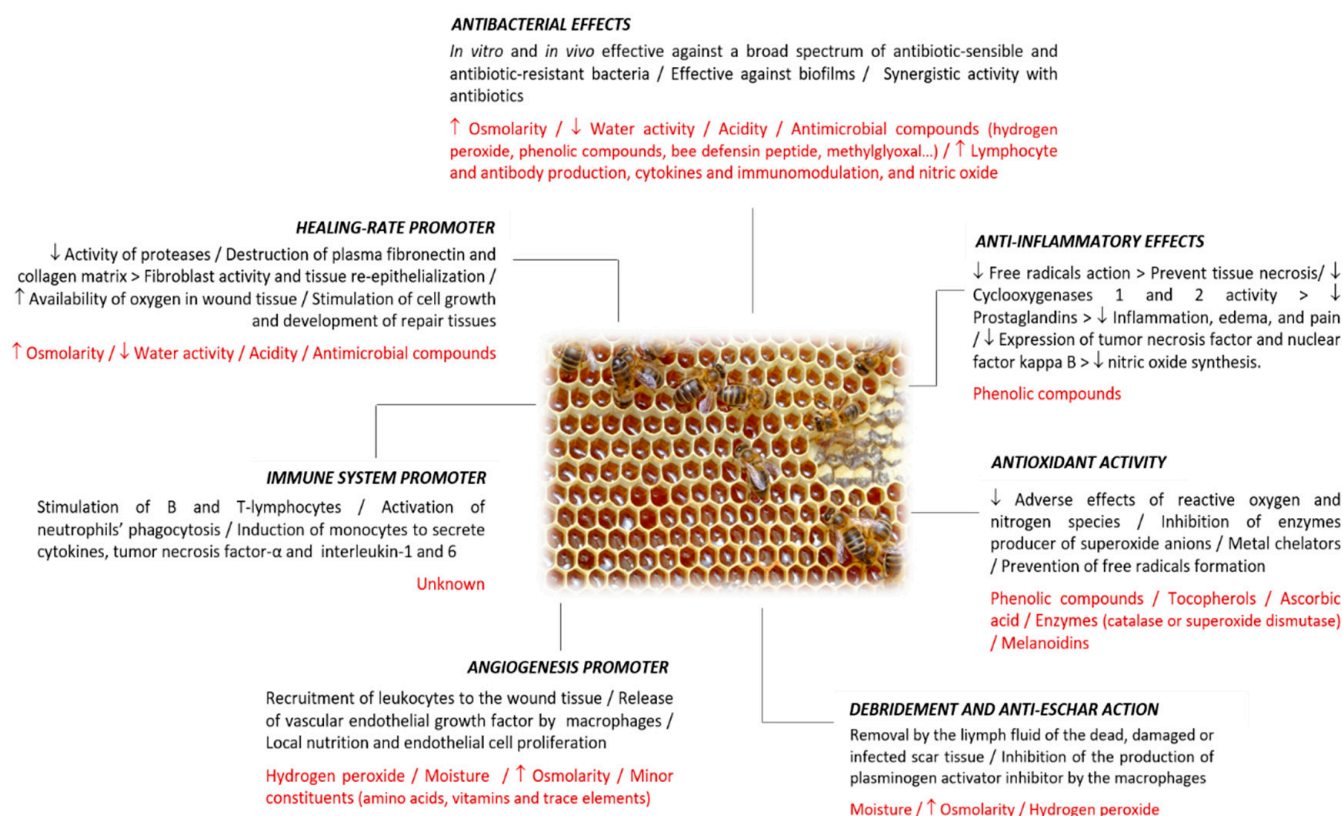 ANTIBACTERIAL EFFECTS
In vitro and in vivo effective against a broad spectrum of antibiotic-sensible and
antibiotic-resistant bacteria / Effective against biofilms / Synergistic activity with
antibiotics
↑ Osmolarity / ↓ Water activity / Acidity / Antimicrobial compounds (hydrogen
peroxide, phenolic compounds, bee defensin peptide, methylglyoxal...) / ↑ Lymphocyte
and antibody production, cytokines and immunomodulation, and nitric oxide
HEALING-RATE PROMOTER
↓ Activity of proteases / Destruction of plasma fibronectin and
collagen matrix > Fibroblast activity and tissue re-epithelialization /
↑ Availability of oxygen in wound tissue / Stimulation of cell growth
and development of repair tissues
↑ Osmolarity / ↓ Water activity / Acidity / Antimicrobial compounds
ANTI-INFLAMMATORY EFFECTS
↓ Free radicals action > Prevent tissue necrosis/ ↓
Cyclooxygenases 1 and 2 activity > ↓
Prostaglandins > ↓ Inflammation, edema, and pain
/ ↓ Expression of tumor necrosis factor and nuclear
factor kappa B > ↓ nitric oxide synthesis.
Phenolic compounds
IMMUNE SYSTEM PROMOTER
Stimulation of B and T-lymphocytes / Activation of
neutrophils' phagocytosis / Induction of monocytes to secrete
cytokines, tumor necrosis factor-α and interleukin-1 and 6
Unknown
ANTIOXIDANT ACTIVITY
↓ Adverse effects of reactive oxygen and
nitrogen species / Inhibition of enzymes
producer of superoxide anions / Metal chelators
/ Prevention of free radicals formation
Phenolic compounds / Tocopherols / Ascorbic
acid / Enzymes (catalase or superoxide dismutase)
/ Melanoidins
ANGIOGENESIS PROMOTER
Recruitment of leukocytes to the wound tissue / Release
of vascular endothelial growth factor by macrophages /
Local nutrition and endothelial cell proliferation
Hydrogen peroxide / Moisture / ↑ Osmolarity / Minor
constituents (amino acids, vitamins and trace elements)
DEBRIDEMENT AND ANTI-ESCHAR ACTION
Removal by the liymph fluid of the dead, damaged or
infected scar tissue / Inhibition of the production of
plasminogen activator inhibitor by the macrophages
Moisture / ↑ Osmolarity / Hydrogen peroxide